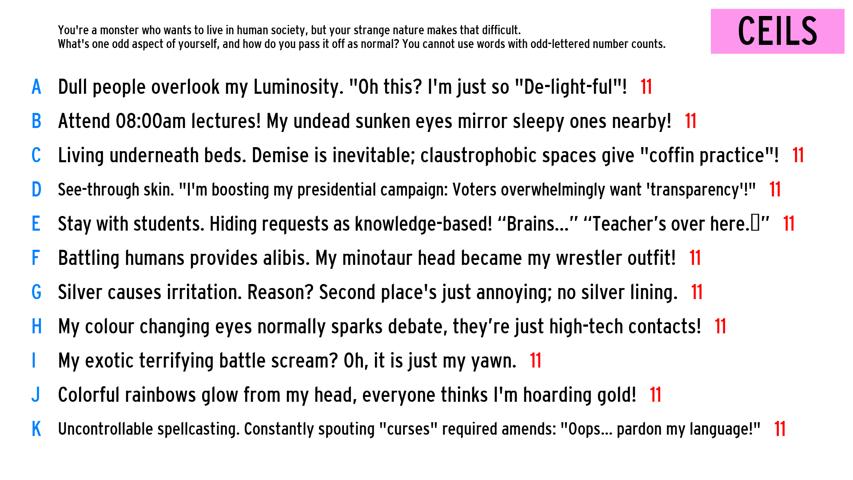 You're a monster who wants to live in human society, but your strange nature makes that difficult.
What's one odd aspect of yourself, and how do you pass it off as normal? You cannot use words with odd-lettered number counts.
CEILS
A Dull people overlook my Luminosity. "Oh this? I'm just so "De-light-ful"! 11
B Attend 08:00am lectures! My undead sunken eyes mirror sleepy ones nearby! 11
C Living underneath beds. Demise is inevitable; claustrophobic spaces give "coffin practice"! 11
D See-through skin. "I'm boosting my presidential campaign: Voters overwhelmingly want 'transparency'!" 11
E Stay with students. Hiding requests as knowledge-based! “Brains...” “Teacher’s over here.▯” 11
F Battling humans provides alibis. My minotaur head became my wrestler outfit! 11
G Silver causes irritation. Reason? Second place's just annoying; no silver lining. 11
H My colour changing eyes normally sparks debate, they’re just high-tech contacts! 11
I My exotic terrifying battle scream? Oh, it is just my yawn. 11
J Colorful rainbows glow from my head, everyone thinks I'm hoarding gold! 11
K Uncontrollable spellcasting. Constantly spouting "curses" required amends: "Oops... pardon my language!" 11